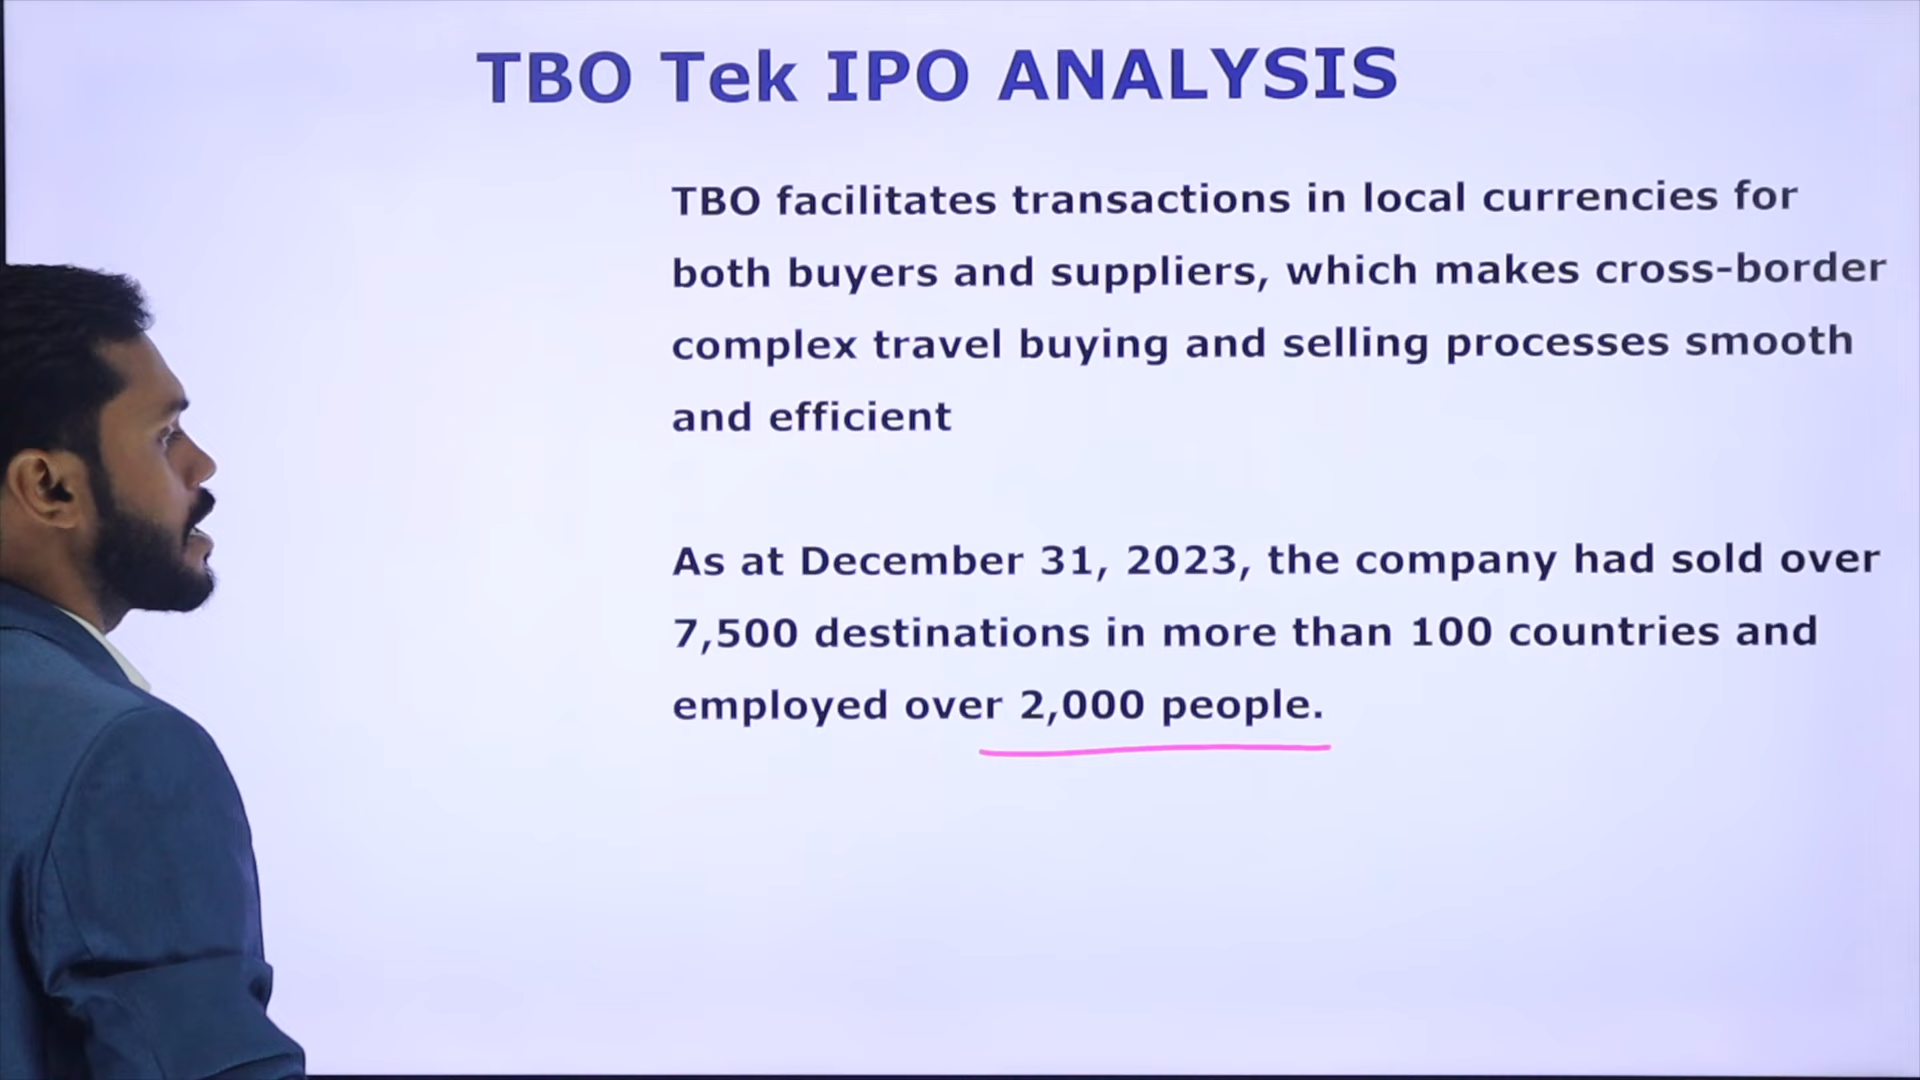 TBO Tek IPO ANALYSIS
TBO facilitates transactions in local currencies for
both buyers and suppliers, which makes cross-border
complex travel buying and selling processes smooth
and efficient
As at December 31, 2023, the company had sold over
7,500 destinations in more than 100 countries and
employed over 2,000 people.